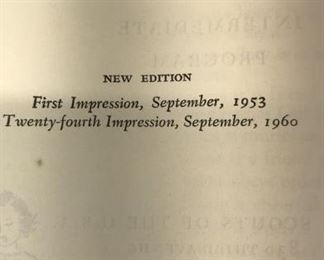 NEW EDITION
First Impression, September, 1953
Twenty-fourth Impression, September, 1960